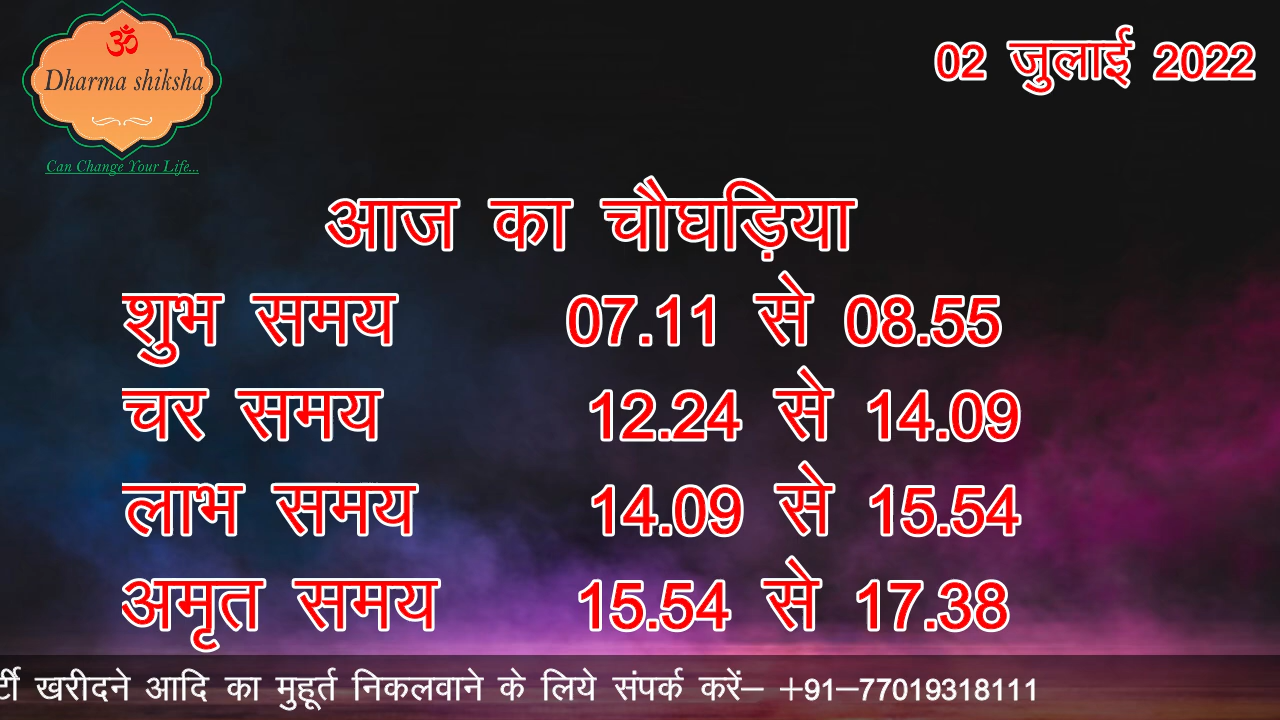 ॐ
Dharma shiksha
Can Change Your Life...
02 जुलाई 2022
आज का चौघड़िया
शुभ समय 07.11 से 08.55
चर समय 12.24 से 14.09
लाभ समय 14.09 से 15.54
अमृत समय 15.54 से 17.38
खरीदने आदि का मुहूर्त निकलवाने के लिये संपर्क करें– +91–77019318111